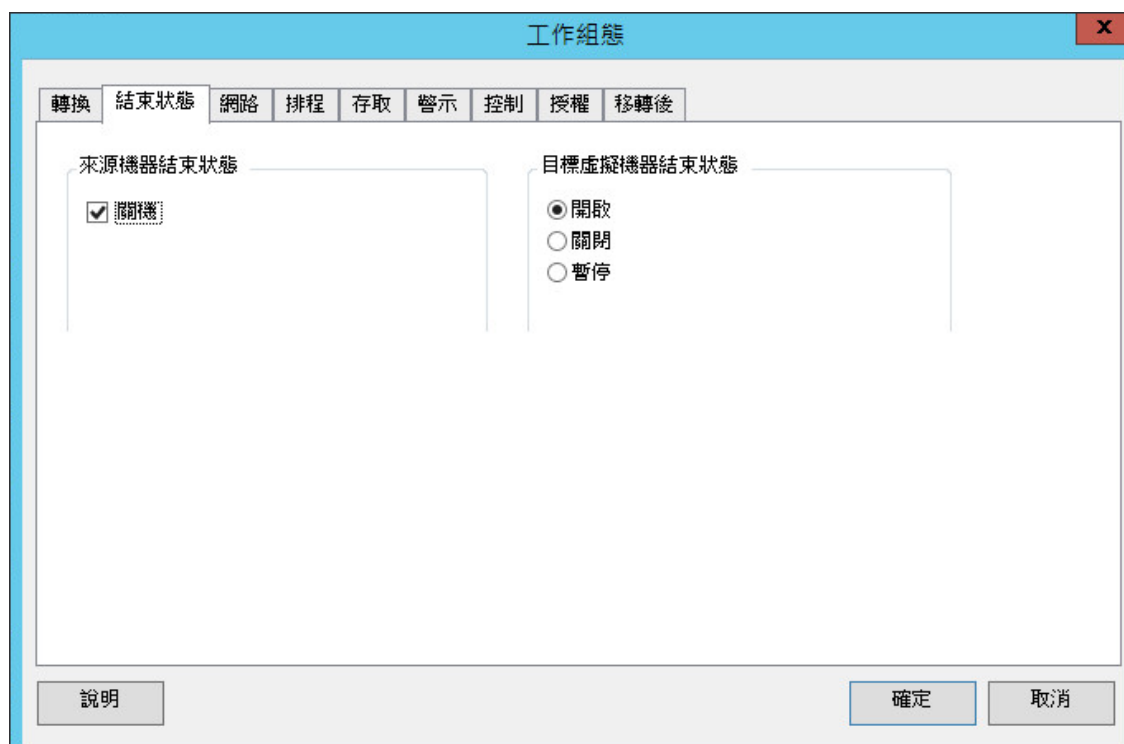 工作組態
x
轉換 結束狀態 網路 排程 存取 警示 控制 授權 移轉後
來源機器結束狀態
關機
目標虛擬機器結束狀態
開啟
關閉
暫停
說明 確定 取消